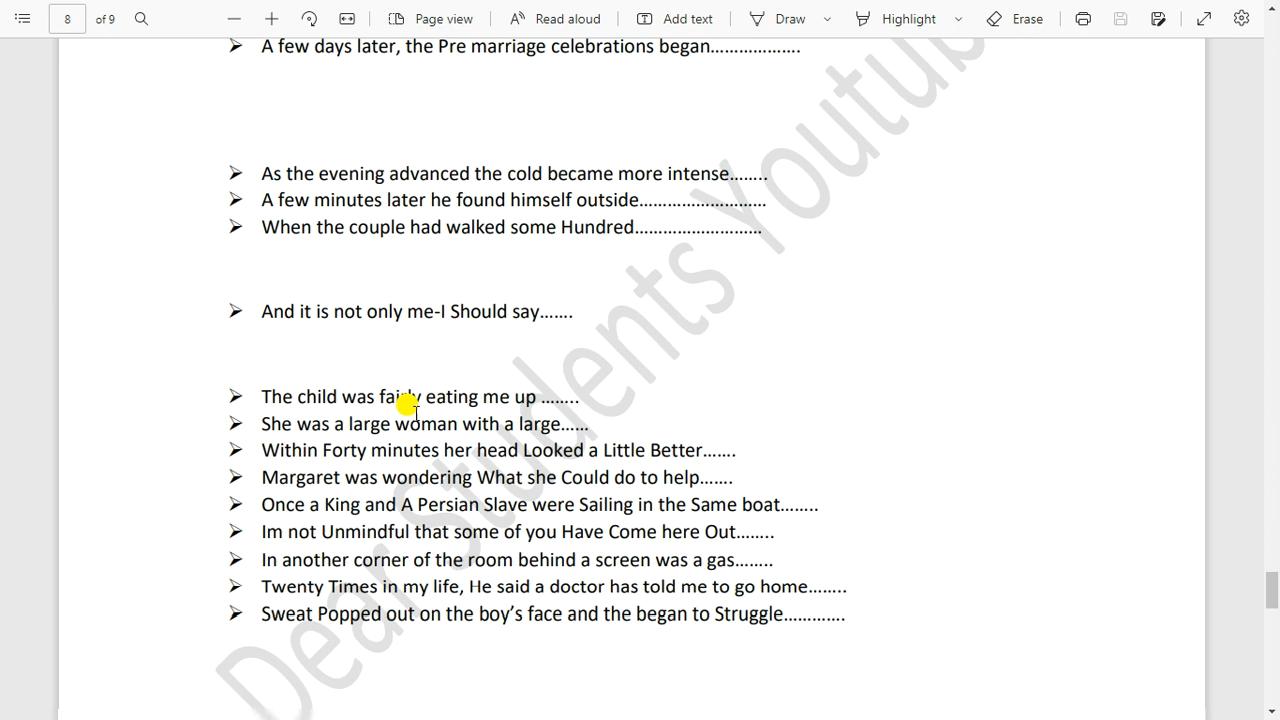 8 of 9 Page view Read aloud Add text Draw Highlight Erase
➢ A few days later, the Pre marriage celebrations began...................
➢ As the evening advanced the cold became more intense........
➢ A few minutes later he found himself outside...........................
➢ When the couple had walked some Hundred...........................
➢ And it is not only me-I Should say.......
➢ The child was fairly eating me up ........
➢ She was a large woman with a large......
➢ Within Forty minutes her head Looked a Little Better.......
➢ Margaret was wondering What she Could do to help.......
➢ Once a King and A Persian Slave were Sailing in the Same boat........
➢ Im not Unmindful that some of you Have Come here Out........
➢ In another corner of the room behind a screen was a gas........
➢ Twenty Times in my life, He said a doctor has told me to go home........
➢ Sweat Popped out on the boy’s face and the began to Struggle.............
Dear Students Youtub